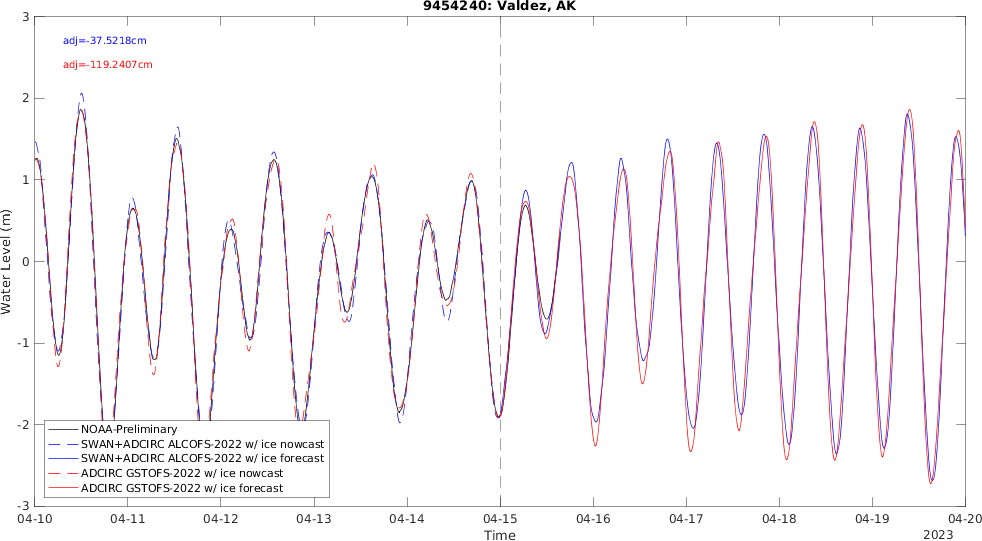 9454240: Valdez, AK
3
adj=-37.5218cm
adj=-119.2407cm
2
1
0
-1
-2
-3
Water Level (m)
NOAA-Preliminary
SWAN+ADCIRC ALCOFS-2022 w/ ice nowcast
SWAN+ADCIRC ALCOFS-2022 w/ ice forecast
ADCIRC GSTOFS-2022 w/ ice nowcast
ADCIRC GSTOFS-2022 w/ ice forecast
04-10 04-11 04-12 04-13 04-14 04-15 04-16 04-17 04-18 04-19 04-20
Time
2023